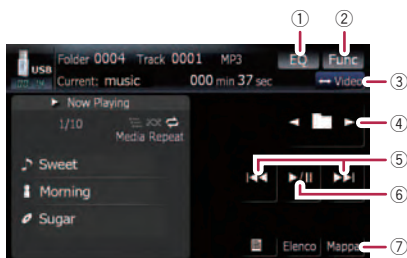 ① ②
USB Folder 0004 Track 0001 MP3 EQ Func
Current: music 000 min 37 sec ↔ Video ③
► Now Playing
1/10
Media Repeat
④
Sweet
⑤
Morning
⑥
Sugar
Elenco Mappa ⑦